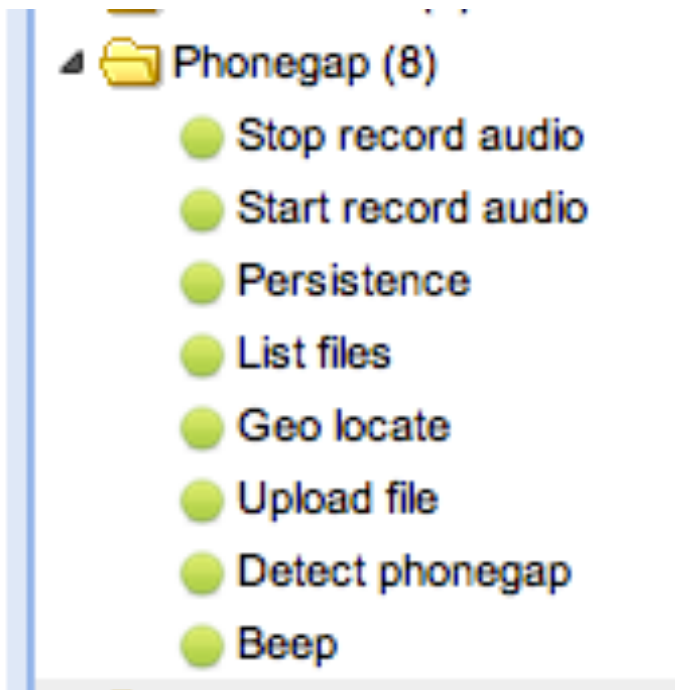 Phonegap (8)
Stop record audio
Start record audio
Persistence
List files
Geo locate
Upload file
Detect phonegap
Beep